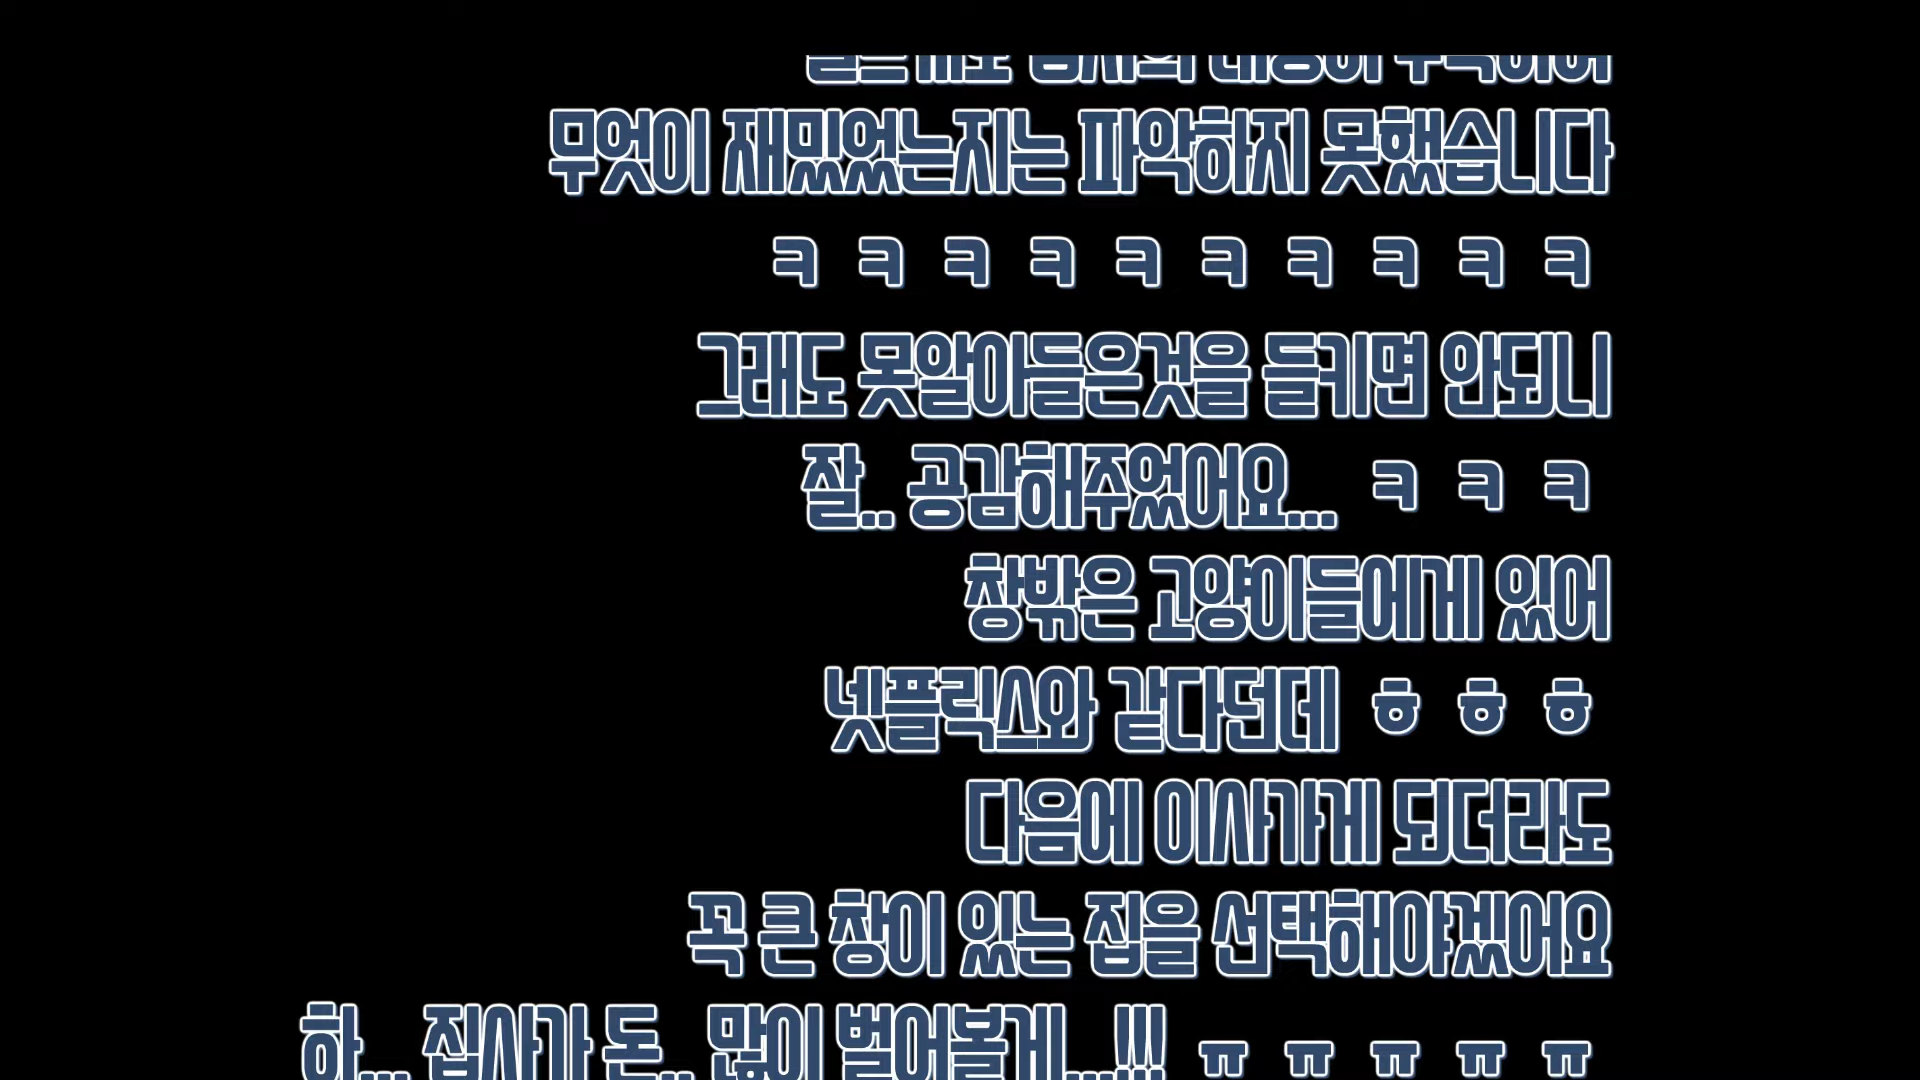 무엇이 재밌었는지는 파악하지 못했습니다
ㅋㅋㅋㅋㅋㅋㅋㅋㅋㅋ
그래도 못알아들은것을 들키면 안되니
잘.. 공감해주었어요... ㅋㅋㅋ
창밖은 고양이들에게 있어
넷플릭스와 같다던데 ㅎㅎㅎ
다음에 이사가게 되더라도
꼭 큰 창이 있는 집을 선택해야겠어요
하... 집사가 돈.. 많이 벌어볼게...!!! ㅠㅠㅠㅠㅠ